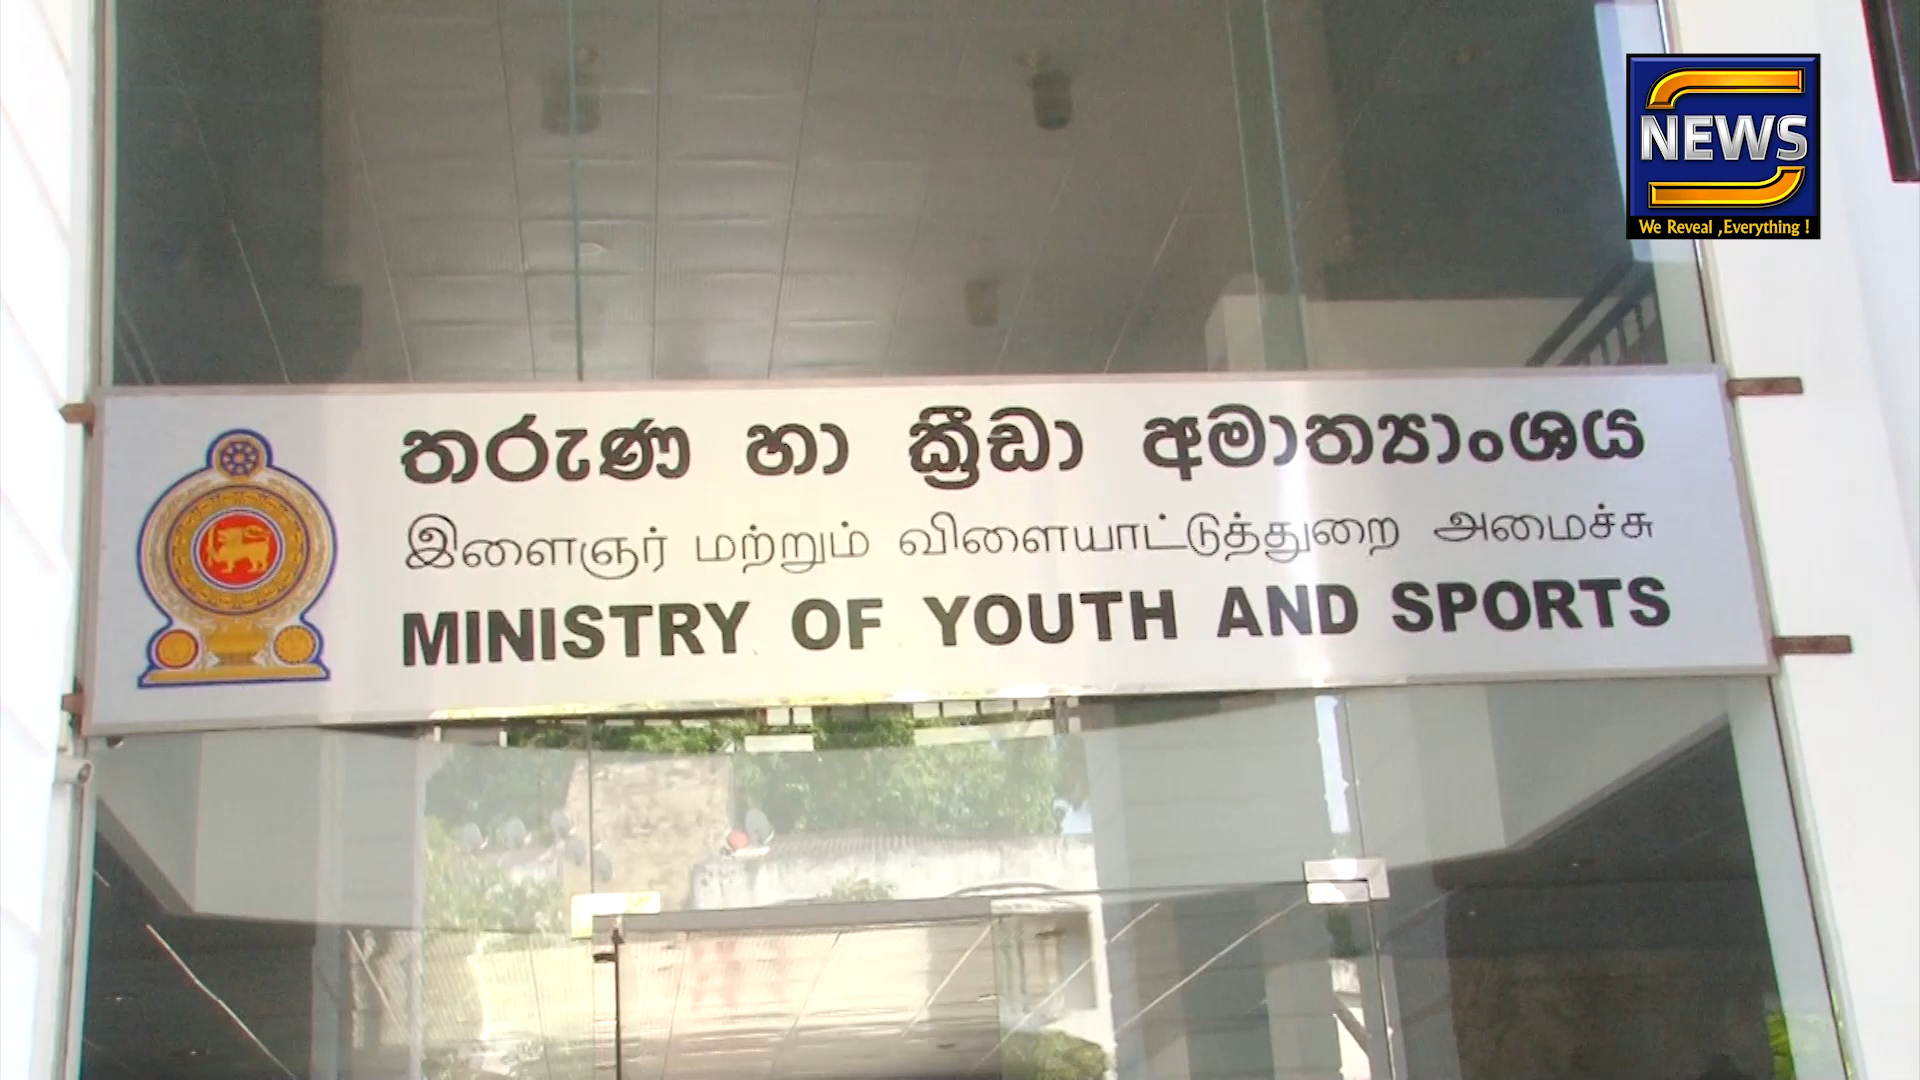 NEWS
We Reveal ,Everything !
තරුණ හා ක්‍රීඩා අමාත්‍යාංශය
இளைஞர் மற்றும் விளையாட்டுத்துறை அமைச்சு
MINISTRY OF YOUTH AND SPORTS